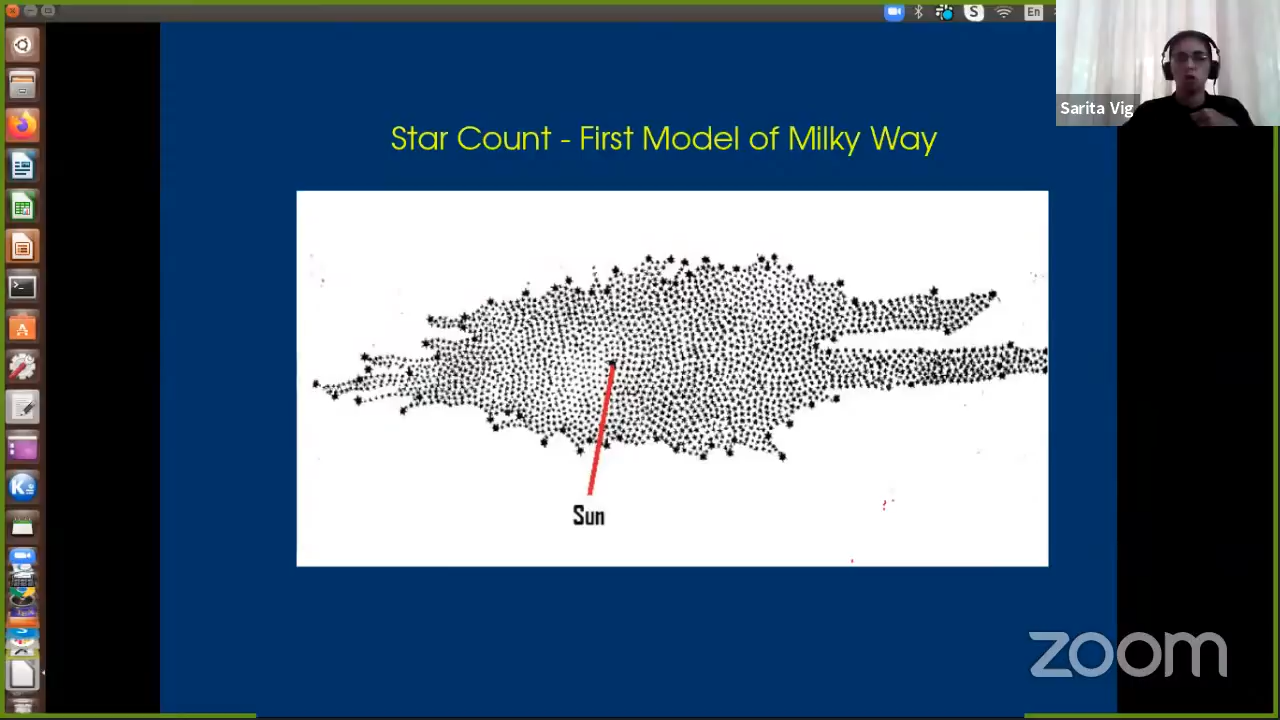 S
En
Sarita Vig
Star Count - First Model of Milky Way
Sun
zoom